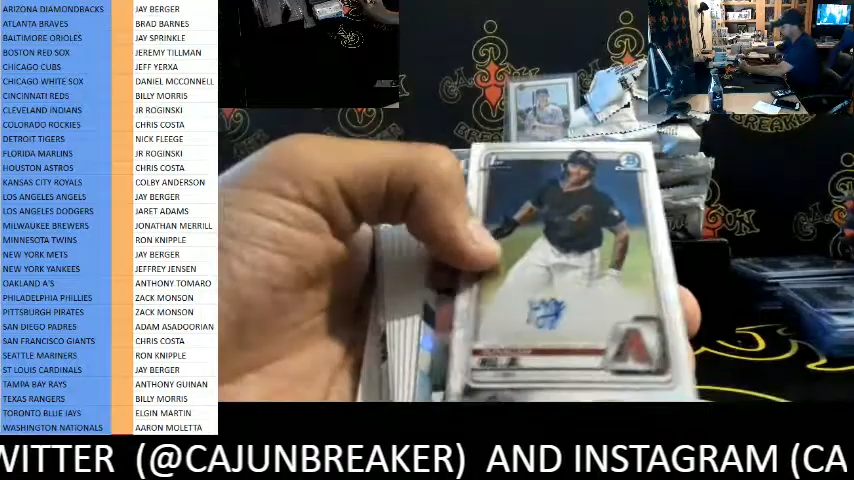 ARIZONA DIAMONDBACKS JAY BERGER
ATLANTA BRAVES BRAD BARNES
BALTIMORE ORIOLES JAY SPRINKLE
BOSTON RED SOX JEREMY TILLMAN
CHICAGO CUBS JEFF YERXA
CHICAGO WHITE SOX DANIEL MCCONNELL
CINCINNATI REDS BILLY MORRIS
CLEVELAND INDIANS JR ROGINSKI
COLORADO ROCKIES CHRIS COSTA
DETROIT TIGERS NICK FLEEGE
FLORIDA MARLINS JR ROGINSKI
HOUSTON ASTROS CHRIS COSTA
KANSAS CITY ROYALS COLBY ANDERSON
LOS ANGELES ANGELS JAY BERGER
LOS ANGELES DODGERS JARET ADAMS
MILWAUKEE BREWERS JONATHAN MERRILL
MINNESOTA TWINS RON KNIPPLE
NEW YORK METS JAY BERGER
NEW YORK YANKEES JEFFREY JENSEN
OAKLAND A'S ANTHONY TOMARO
PHILADELPHIA PHILLIES ZACK MONSON
PITTSBURGH PIRATES ZACK MONSON
SAN DIEGO PADRES ADAM ASADOORIAN
SAN FRANCISCO GIANTS CHRIS COSTA
SEATTLE MARINERS RON KNIPPLE
ST LOUIS CARDINALS JAY BERGER
TAMPA BAY RAYS ANTHONY GUINAN
TEXAS RANGERS BILLY MORRIS
TORONTO BLUE JAYS ELGIN MARTIN
WASHINGTON NATIONALS AARON MOLETTA
WITTER (@CAJUNBREAKER) AND INSTAGRAM (CA